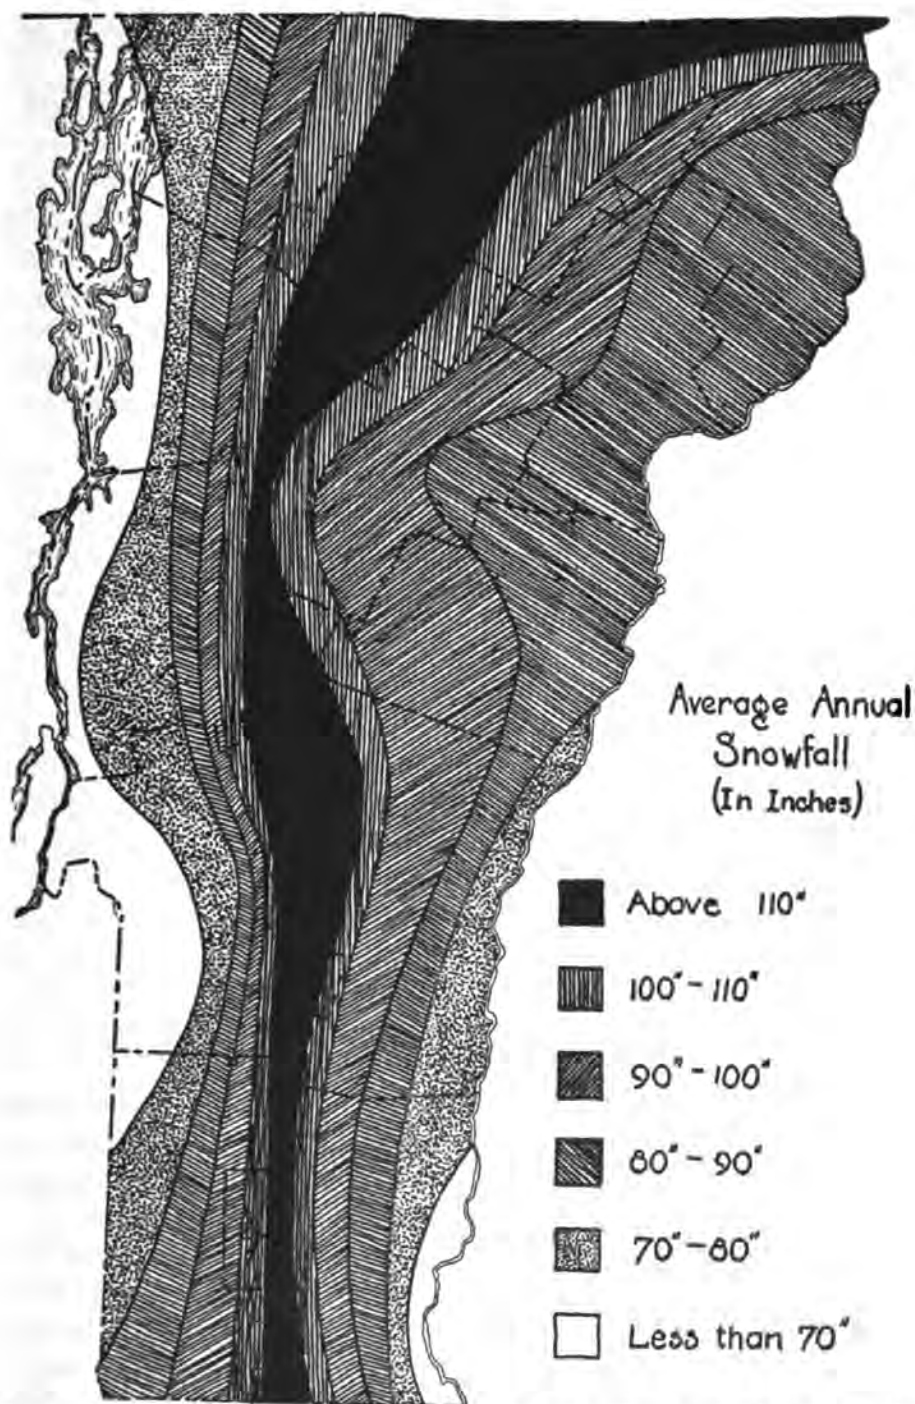 Average Annual
Snowfall
(In Inches)
Above 110"
100"-110"
90"-100"
80"-90"
70"-80"
Less than 70"